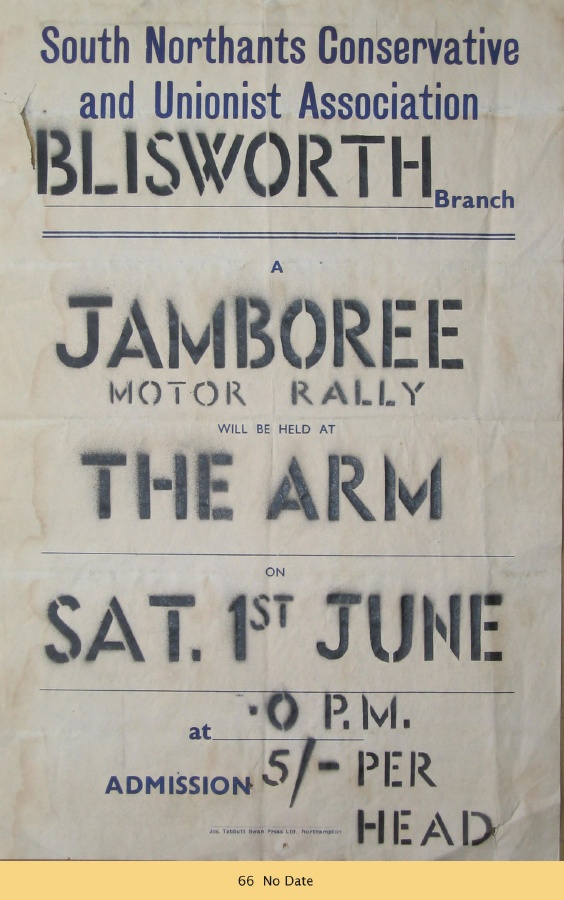 South Northants Conservative
and Unionist Association
BLISWORTH Branch
A
JAMBOREE
MOTOR RALLY
WILL BE HELD AT
THE ARM
ON
SAT. 1ST JUNE
at ·0 P.M.
ADMISSION 5/- PER
HEAD
Jos. Tebbutt Swan Press Ltd. Northampton
66 No Date